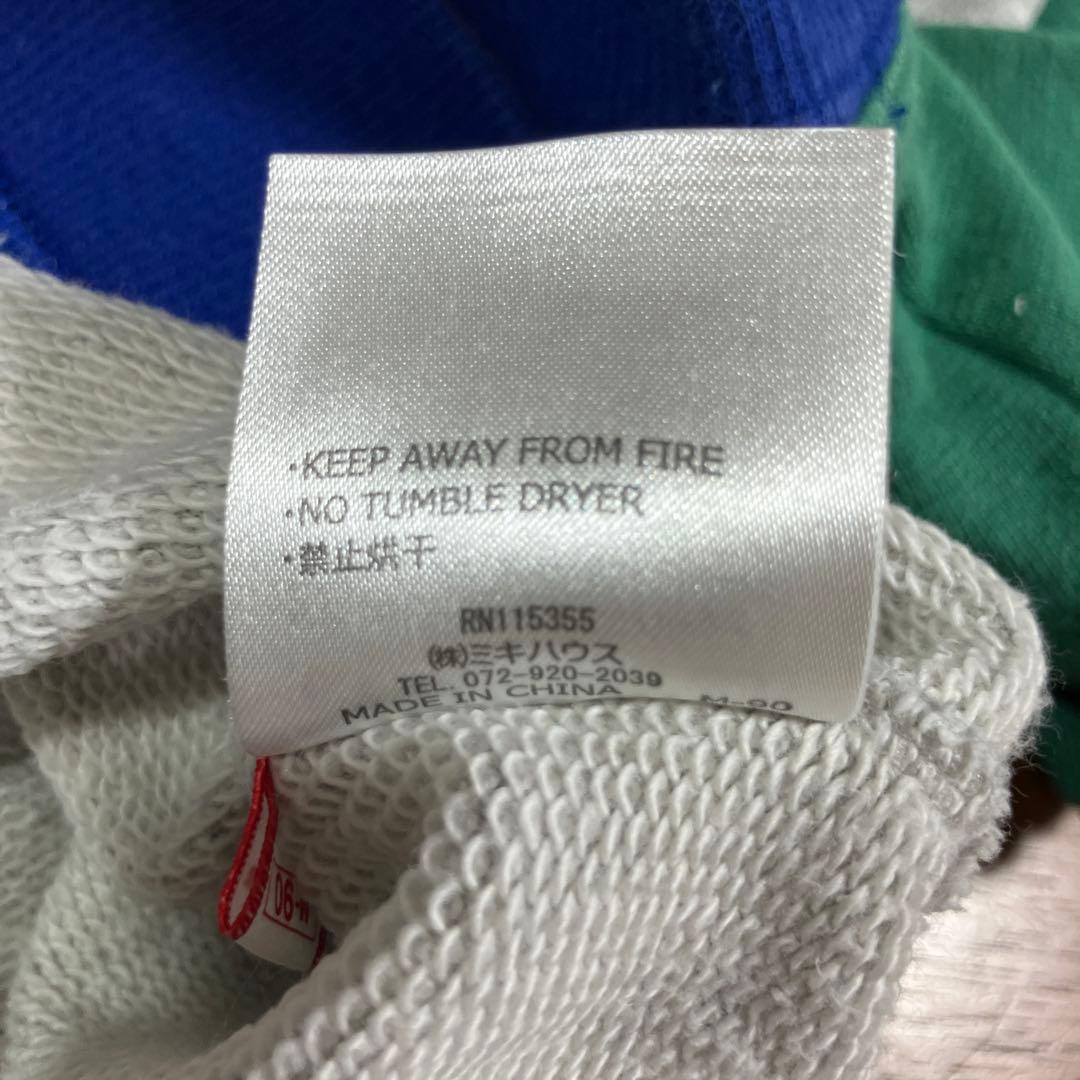 ·KEEP AWAY FROM FIRE
·NO TUMBLE DRYER
·禁止烘干
RN115355
㈱ミキハウス
TEL. 072-920-2039
MADE IN CHINA M-90